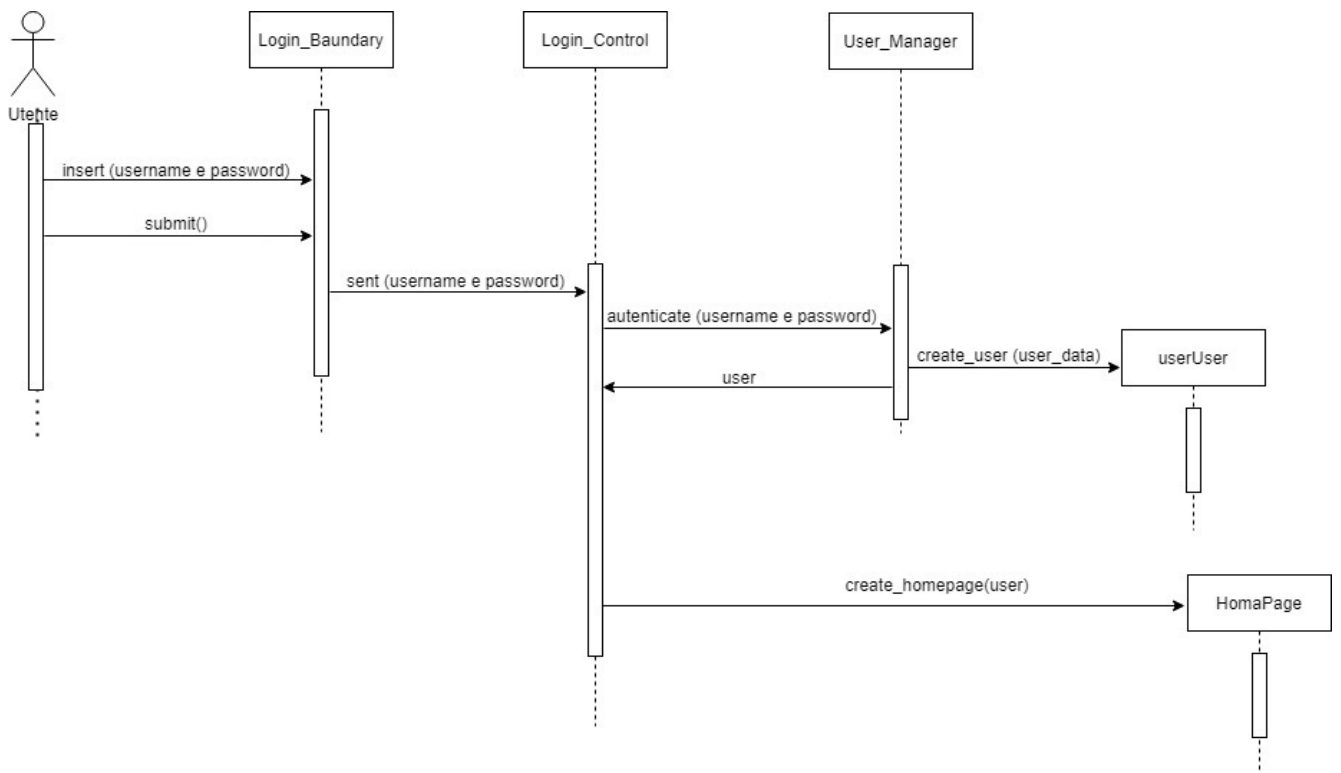 Login_Baundary
Login_Control
User_Manager
Utente
insert (username e password)
submit()
sent (username e password)
autenticate (username e password)
create_user (user_data)
userUser
user
create_homepage(user)
HomaPage